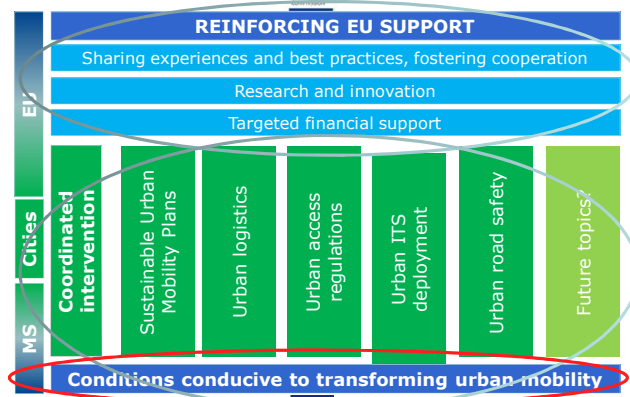 REINFORCING EU SUPPORT
Sharing experiences and best practices, fostering cooperation
Research and innovation
Targeted financial support
EU
Cities
MS
Coordinated
intervention
Sustainable Urban
Mobility Plans
Urban logistics
Urban access
regulations
Urban ITS
deployment
Urban road safety
Future topics?
Conditions conducive to transforming urban mobility